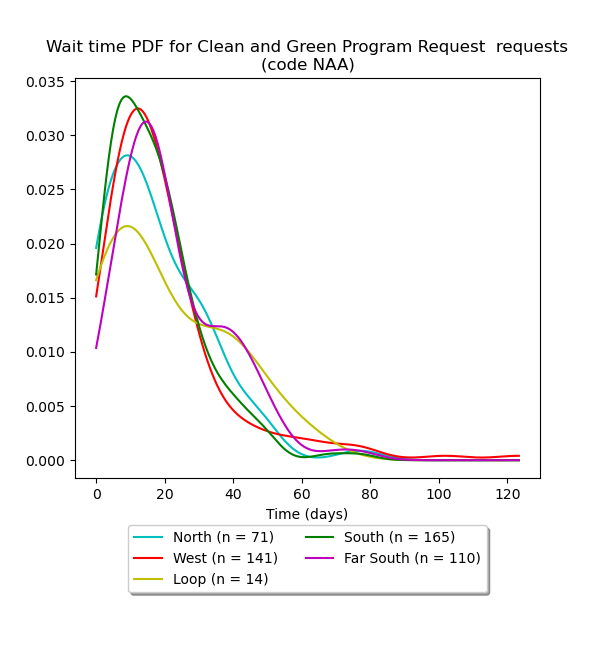 Wait time PDF for Clean and Green Program Request  requests
(code NAA)
0.035
0.030
0.025
0.020
0.015
0.010
0.005
0.000
0 20 40 60 80 100 120
Time (days)
North (n = 71) South (n = 165)
West (n = 141) Far South (n = 110)
Loop (n = 14)